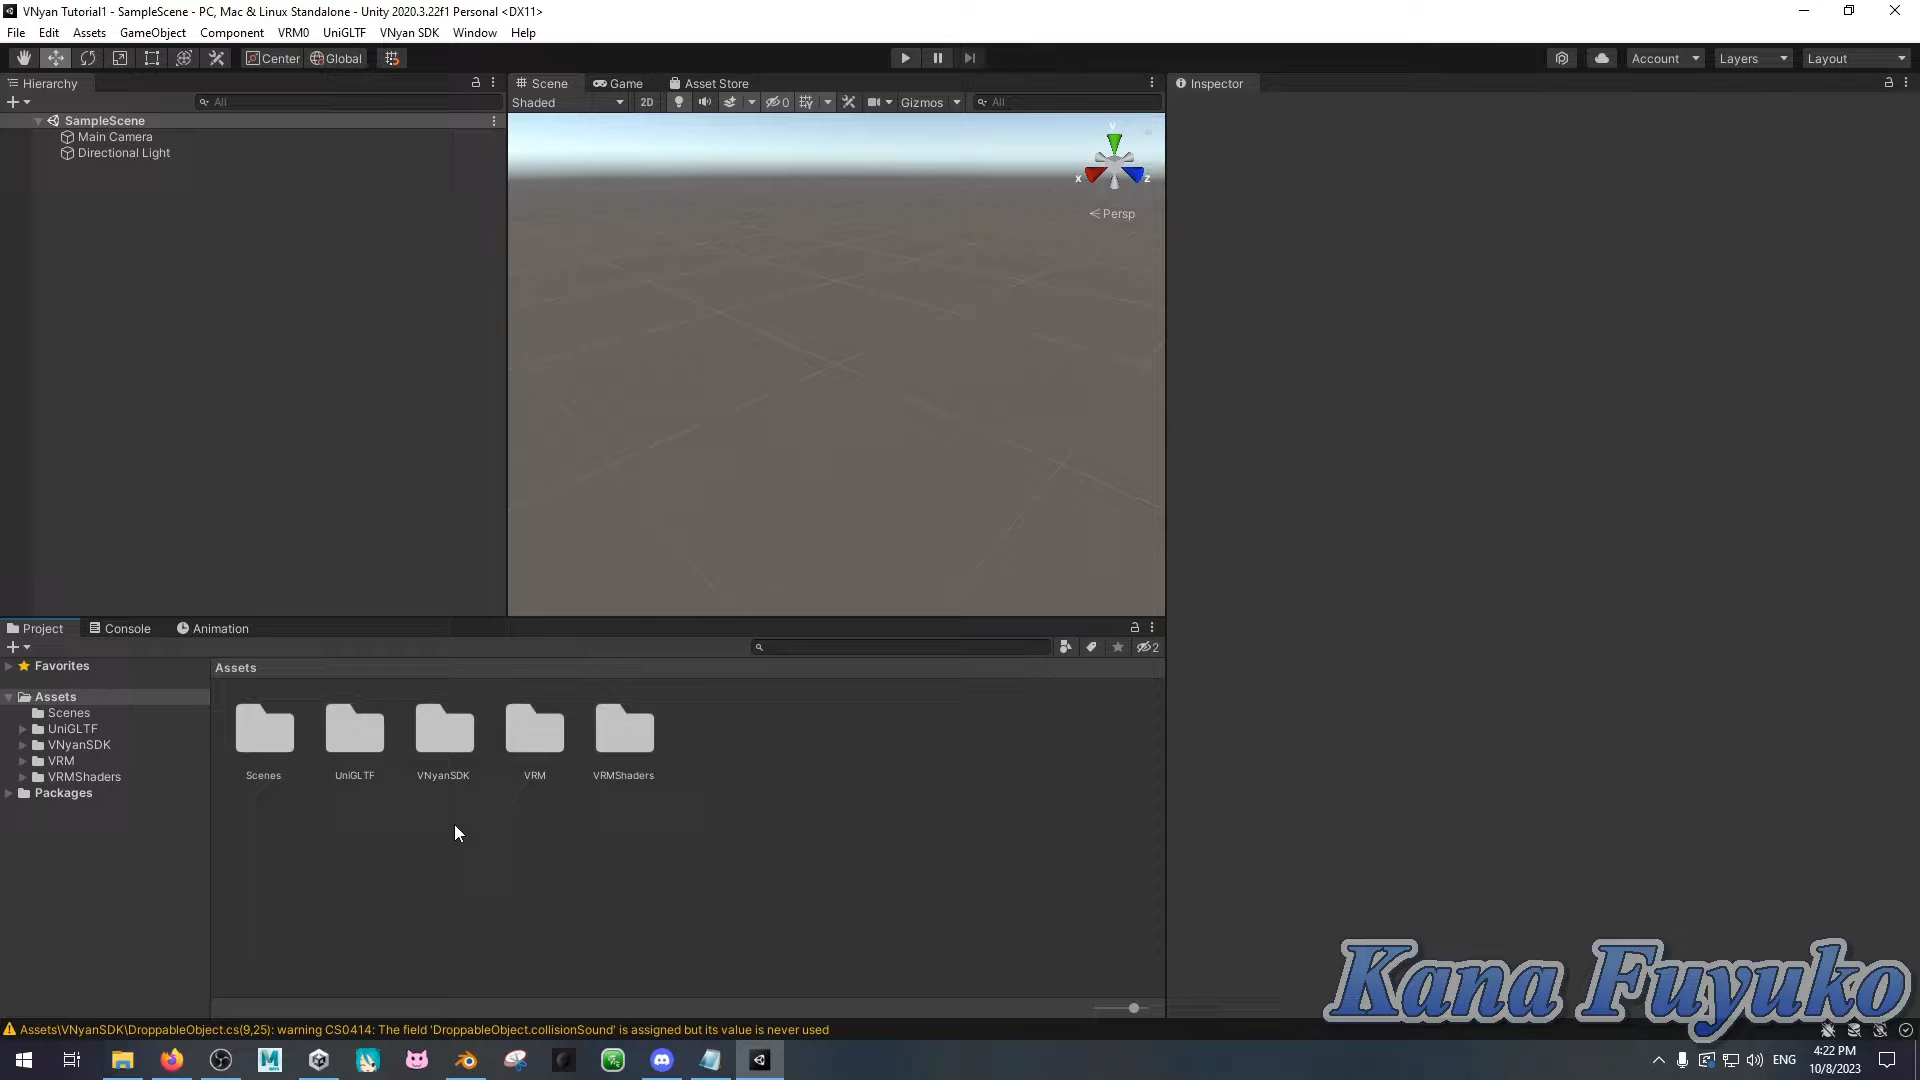 VNyan Tutorial1 - SampleScene - PC, Mac & Linux Standalone - Unity 2020.3.22f1 Personal <DX11>
File Edit Assets GameObject Component VRM0 UniGLTF VNyan SDK Window Help
Center Global Account Layers Layout
Hierarchy Scene Game Asset Store Inspector
All Shaded 2D 0 Gizmos All
SampleScene
Main Camera
Directional Light
y
x z
Persp
Project Console Animation
2
Favorites
Assets
Assets
Scenes
UniGLTF
VNyanSDK
VRM
VRMShaders
Packages
Scenes UniGLTF VNyanSDK VRM VRMShaders
Kana Fuyuko
Assets\VNyanSDK\DroppableObject.cs(9,25): warning CS0414: The field 'DroppableObject.collisionSound' is assigned but its value is never used
ENG
4:22 PM
10/8/2023